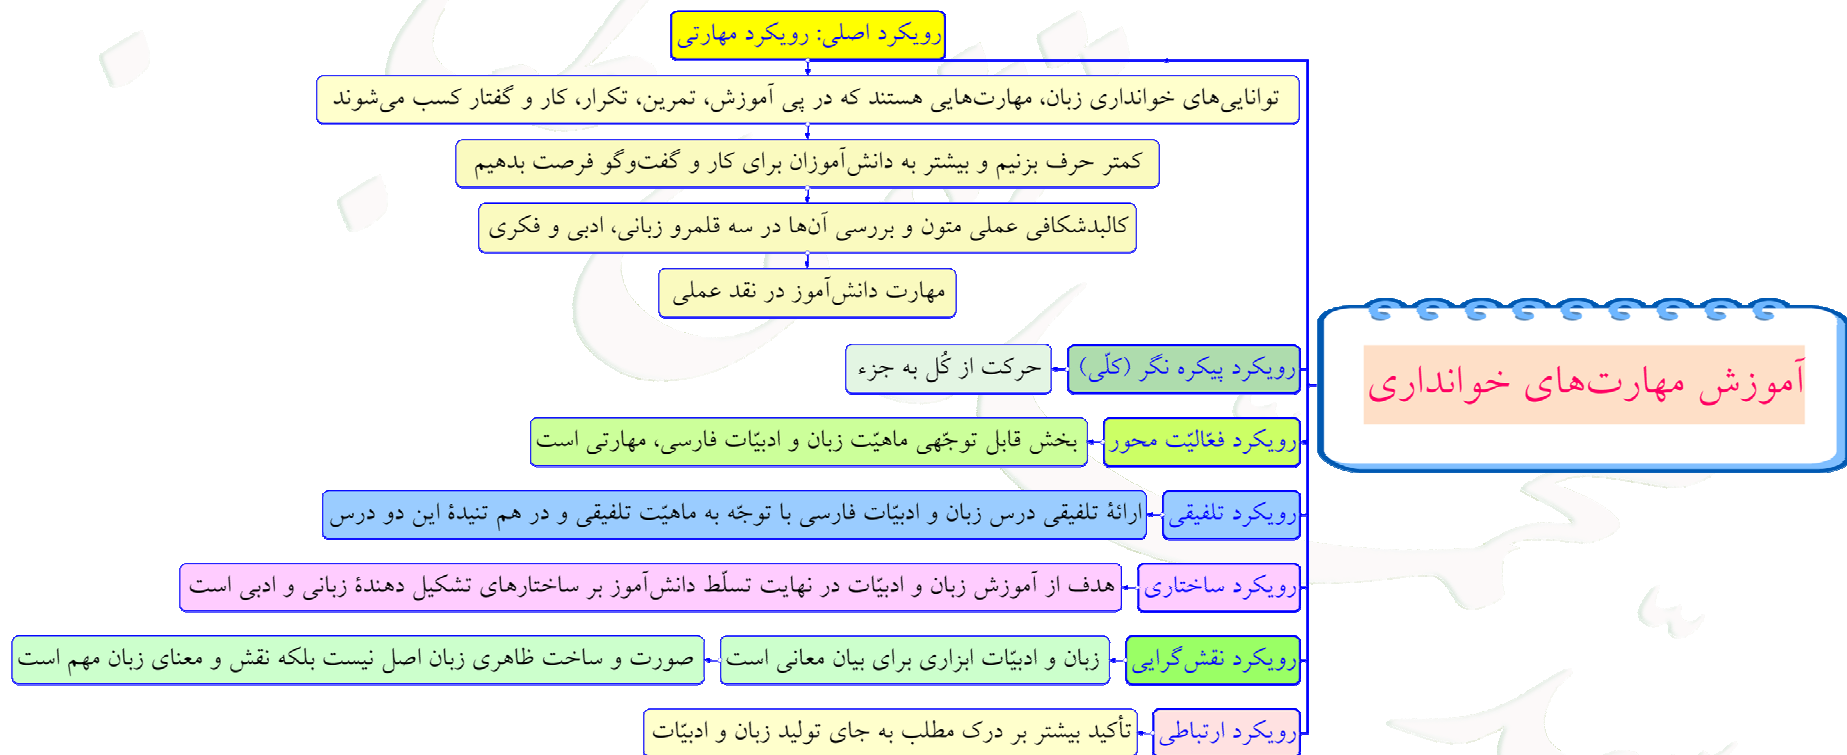 آموزش مهارت‌های خوانداری
رویکرد اصلی: رویکرد مهارتی
توانایی‌های خوانداری زبان، مهارت‌هایی هستند که در پی آموزش، تمرین، تکرار، کار و گفتار کسب می‌شوند
کمتر حرف بزنیم و بیشتر به دانش‌آموزان برای کار و گفت‌وگو فرصت بدهیم
کالبدشکافی عملی متون و بررسی آن‌ها در سه قلمرو زبانی، ادبی و فکری
مهارت دانش‌آموز در نقد عملی
رویکرد پیکره نگر (کلّی)
حرکت از کُل به جزء
رویکرد فعّالیّت محور
بخش قابل توجّهی ماهیّت زبان و ادبیّات فارسی، مهارتی است
رویکرد تلفیقی
ارائهٔ تلفیقی درس زبان و ادبیّات فارسی با توجّه به ماهیّت تلفیقی و در هم تنیدهٔ این دو درس
رویکرد ساختاری
هدف از آموزش زبان و ادبیّات در نهایت تسلّط دانش‌آموز بر ساختارهای تشکیل دهندهٔ زبانی و ادبی است
رویکرد نقش‌گرایی
زبان و ادبیّات ابزاری برای بیان معانی است
صورت و ساخت ظاهری زبان اصل نیست بلکه نقش و معنای زبان مهم است
رویکرد ارتباطی
تأکید بیشتر بر درک مطلب به جای تولید زبان و ادبیّات